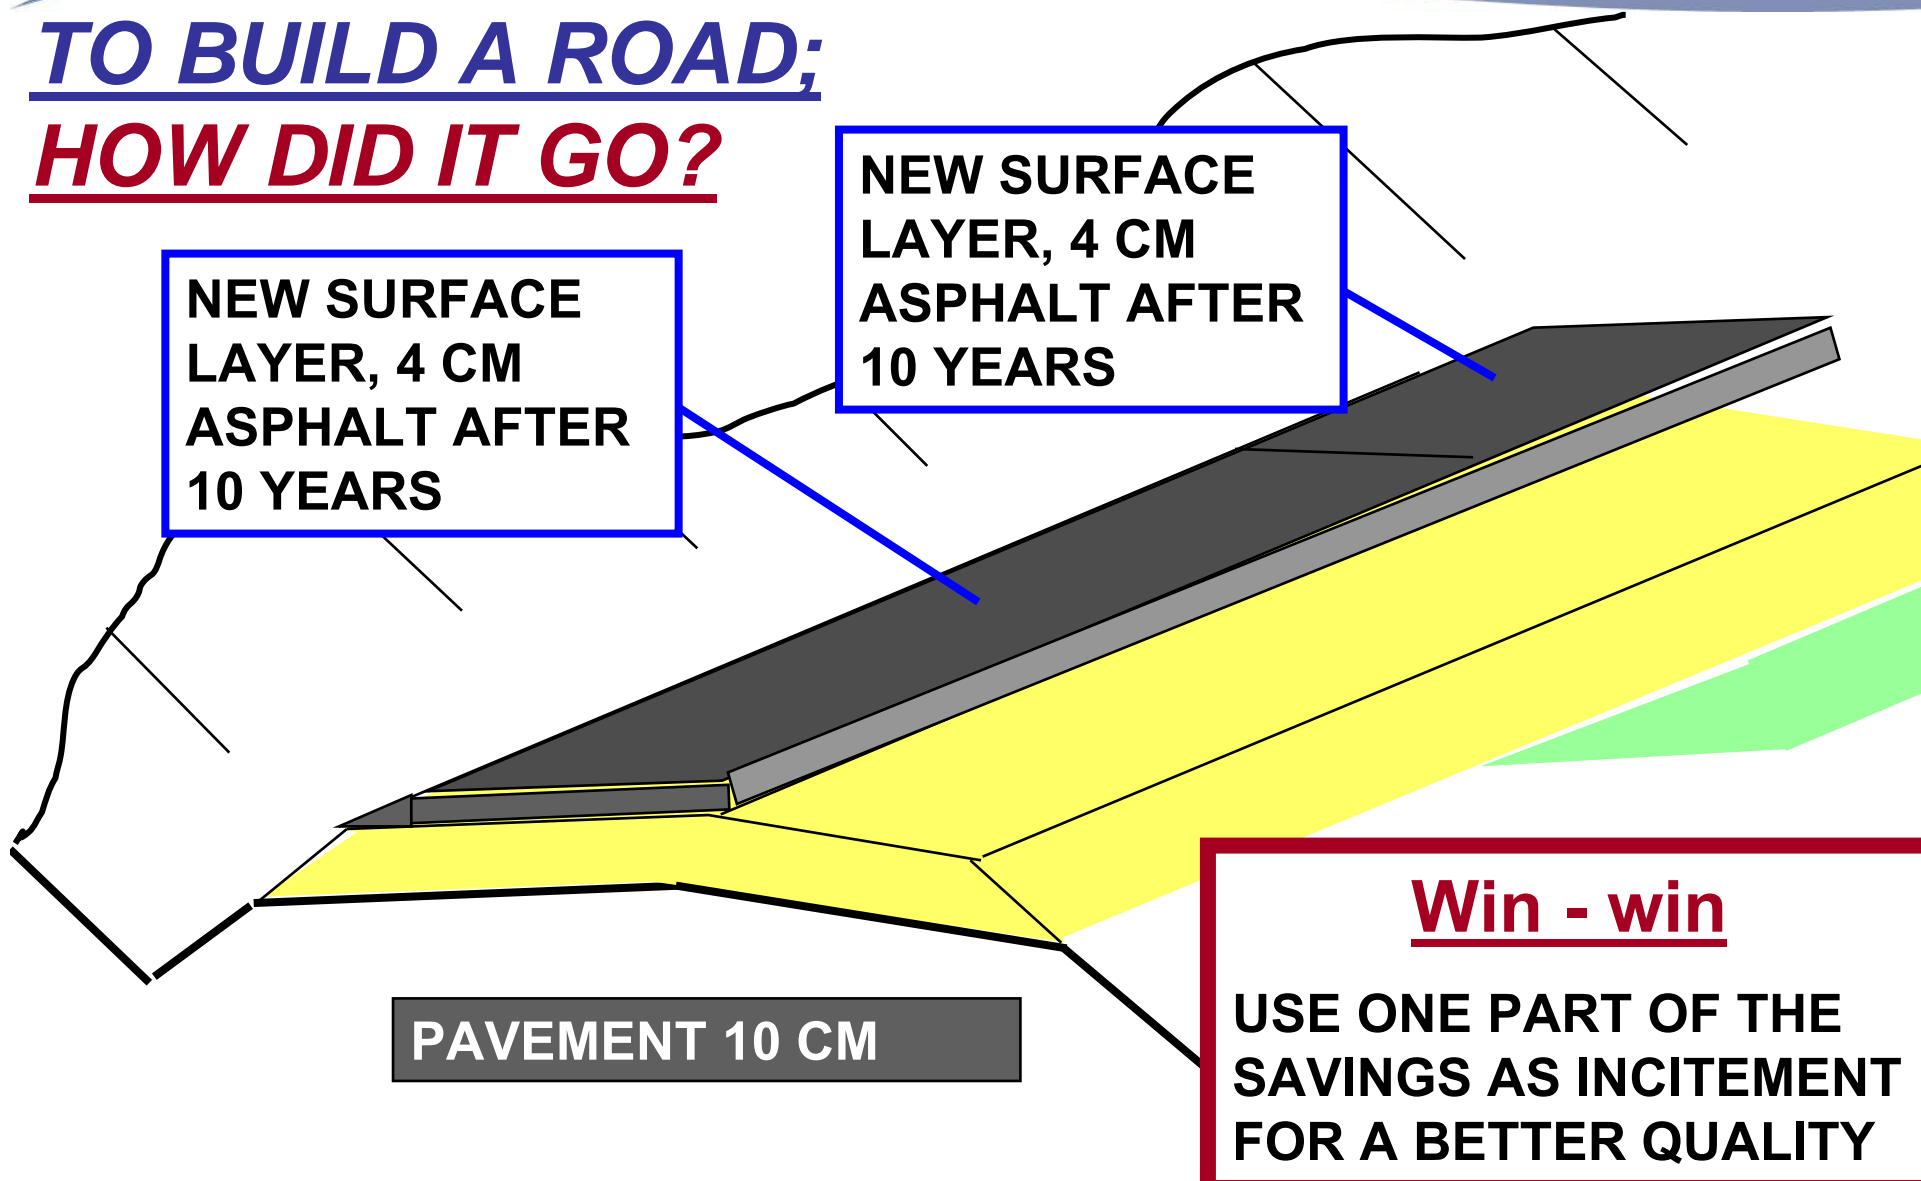 TO BUILD A ROAD;
HOW DID IT GO?
NEW SURFACE
LAYER, 4 CM
ASPHALT AFTER
10 YEARS
NEW SURFACE
LAYER, 4 CM
ASPHALT AFTER
10 YEARS
PAVEMENT 10 CM
Win - win
USE ONE PART OF THE
SAVINGS AS INCITEMENT
FOR A BETTER QUALITY